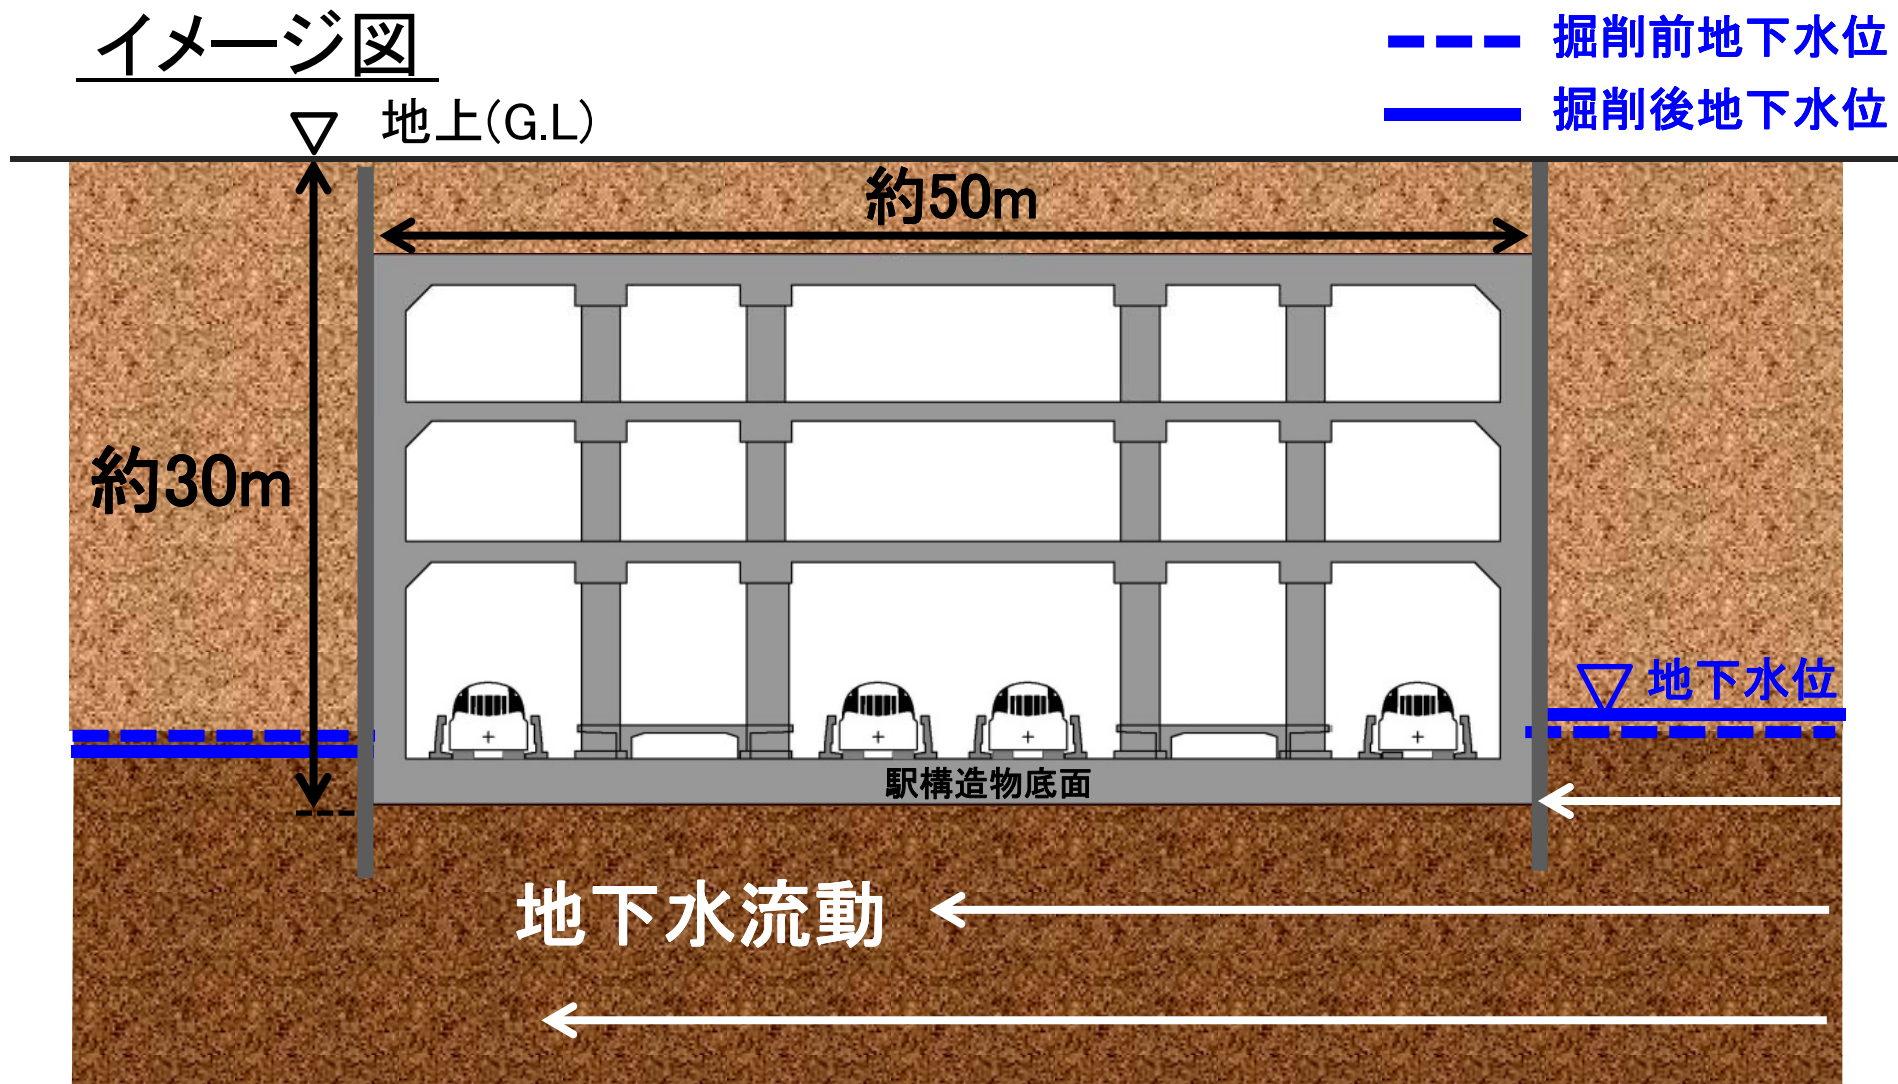 イメージ図
掘削前地下水位
掘削後地下水位
地上(G.L)
約50m
約30m
地下水位
駅構造物底面
地下水流動